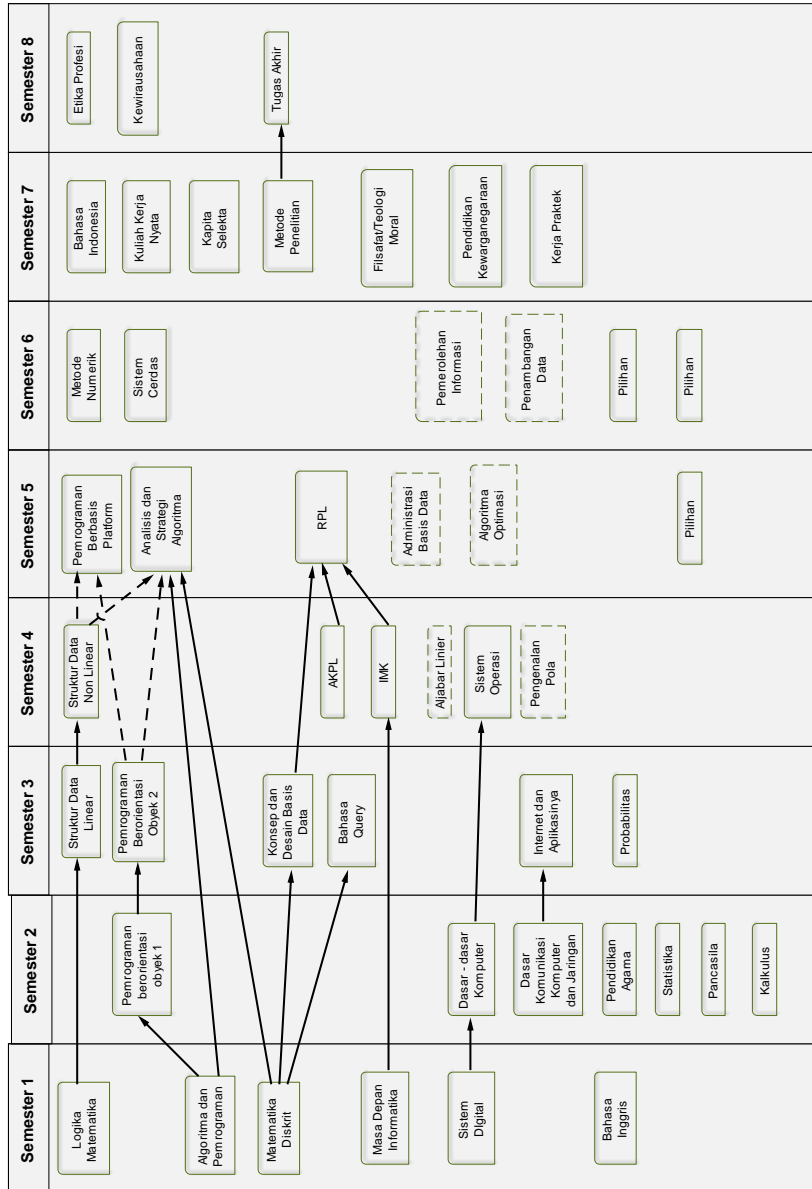 Semester 1
Logika
Matematika
Algoritma dan
Pemrograman
Matematika
Diskrit
Masa Depan
Informatika
Sistem
DIgital
Bahasa
Inggris
Semester 2
Pemrograman
berorientasi
obyek 1
Dasar - dasar
Komputer
Dasar
Komunikasi
Komputer
dan Jaringan
Pendidikan
Agama
Statistika
Pancasila
Kalkulus
Semester 3
Struktur Data
Linear
Pemrograman
Berorientasi
Obyek 2
Konsep dan
Desain Basis
Data
Bahasa
Query
Internet dan
Aplikasinya
Probabilitas
Semester 4
Struktur Data
Non Linear
AKPL
IMK
Aljabar Linier
Sistem
Operasi
Pengenalan
Pola
Semester 5
Pemrograman
Berbasis
Platform
Analisis dan
Strategi
Algoritma
RPL
Administrasi
Basis Data
Algoritma
Optimasi
Pilihan
Semester 6
Metode
Numerik
Sistem
Cerdas
Pemerolehan
Informasi
Penambangan
Data
Pilihan
Pilihan
Semester 7
Bahasa
Indonesia
Kuliah Kerja
Nyata
Kapita
Selekta
Metode
Penelitian
Filsafat/Teologi
Moral
Pendidikan
Kewarganegaraan
Kerja Prakttek
Semester 8
Etika Profesi
Kewirausahaan
Tugas Akhir